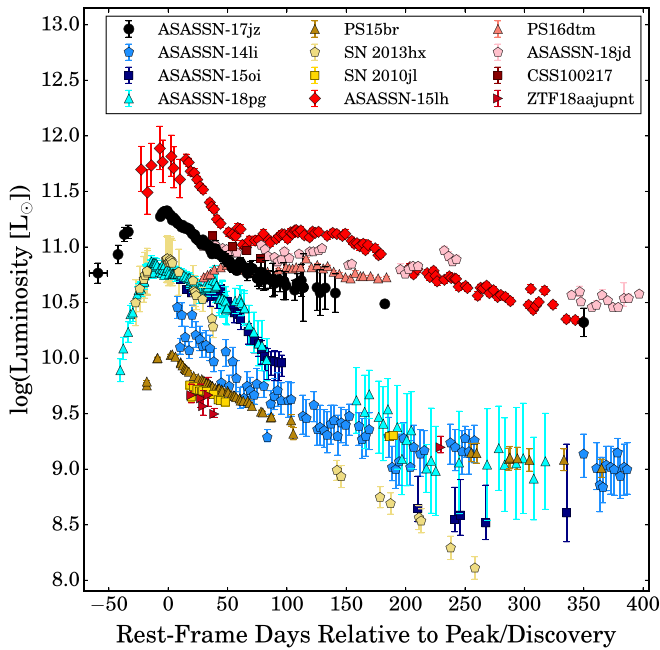 13.0
12.5
12.0
11.5
11.0
10.5
10.0
9.5
9.0
8.5
8.0
log(Luminosity [L⊙])
ASASSN-17jz
ASASSN-14li
ASASSN-15oi
ASASSN-18pg
PS15br
SN 2013hx
SN 2010jl
ASASSN-15lh
PS16dtm
ASASSN-18jd
CSS100217
ZTF18aajupnt
−50 0 50 100 150 200 250 300 350 400
Rest-Frame Days Relative to Peak/Discovery